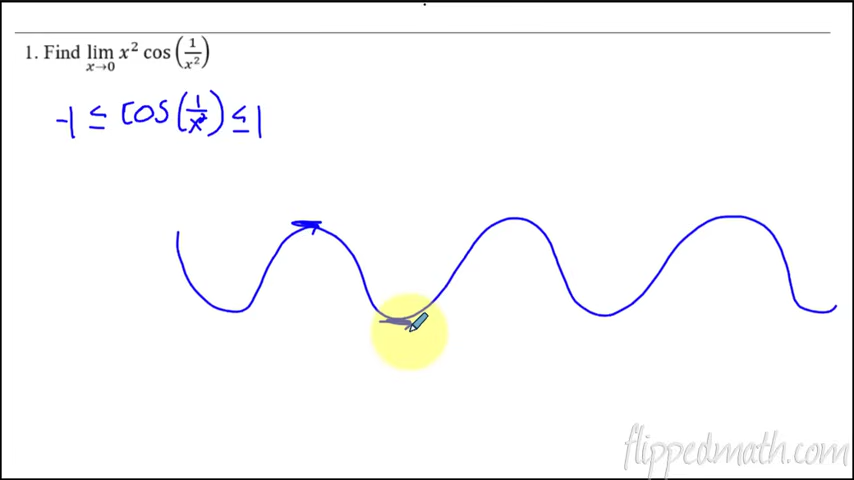 1. Find lim x→0 x² cos(1/x²)
-1 ≤ cos(1/x²) ≤ 1
flippedmath.com